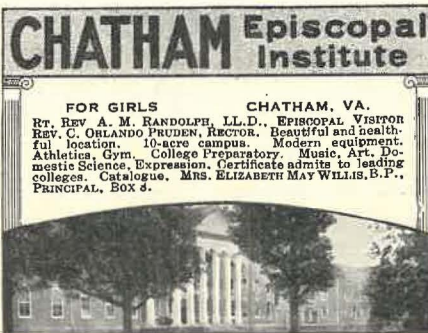 CHATHAM Episcopal
Institute
FOR GIRLS CHATHAM, VA.
RT, REV A. M. RANDOLPH, LL.D., EPISCOPAL VISITOR
REV. C. ORLANDO PRUDEN, RECTOR. Beautiful and health-
ful location. 10-acre campus. Modern equipment.
Athletics, Gym. College Preparatory. Music, Art, Do-
mestic Science, Expression. Certificate admits to leading
colleges. Catalogue. MRS. ELIZABETH MAY WILLIS, B.P.,
PRINCIPAL, Box